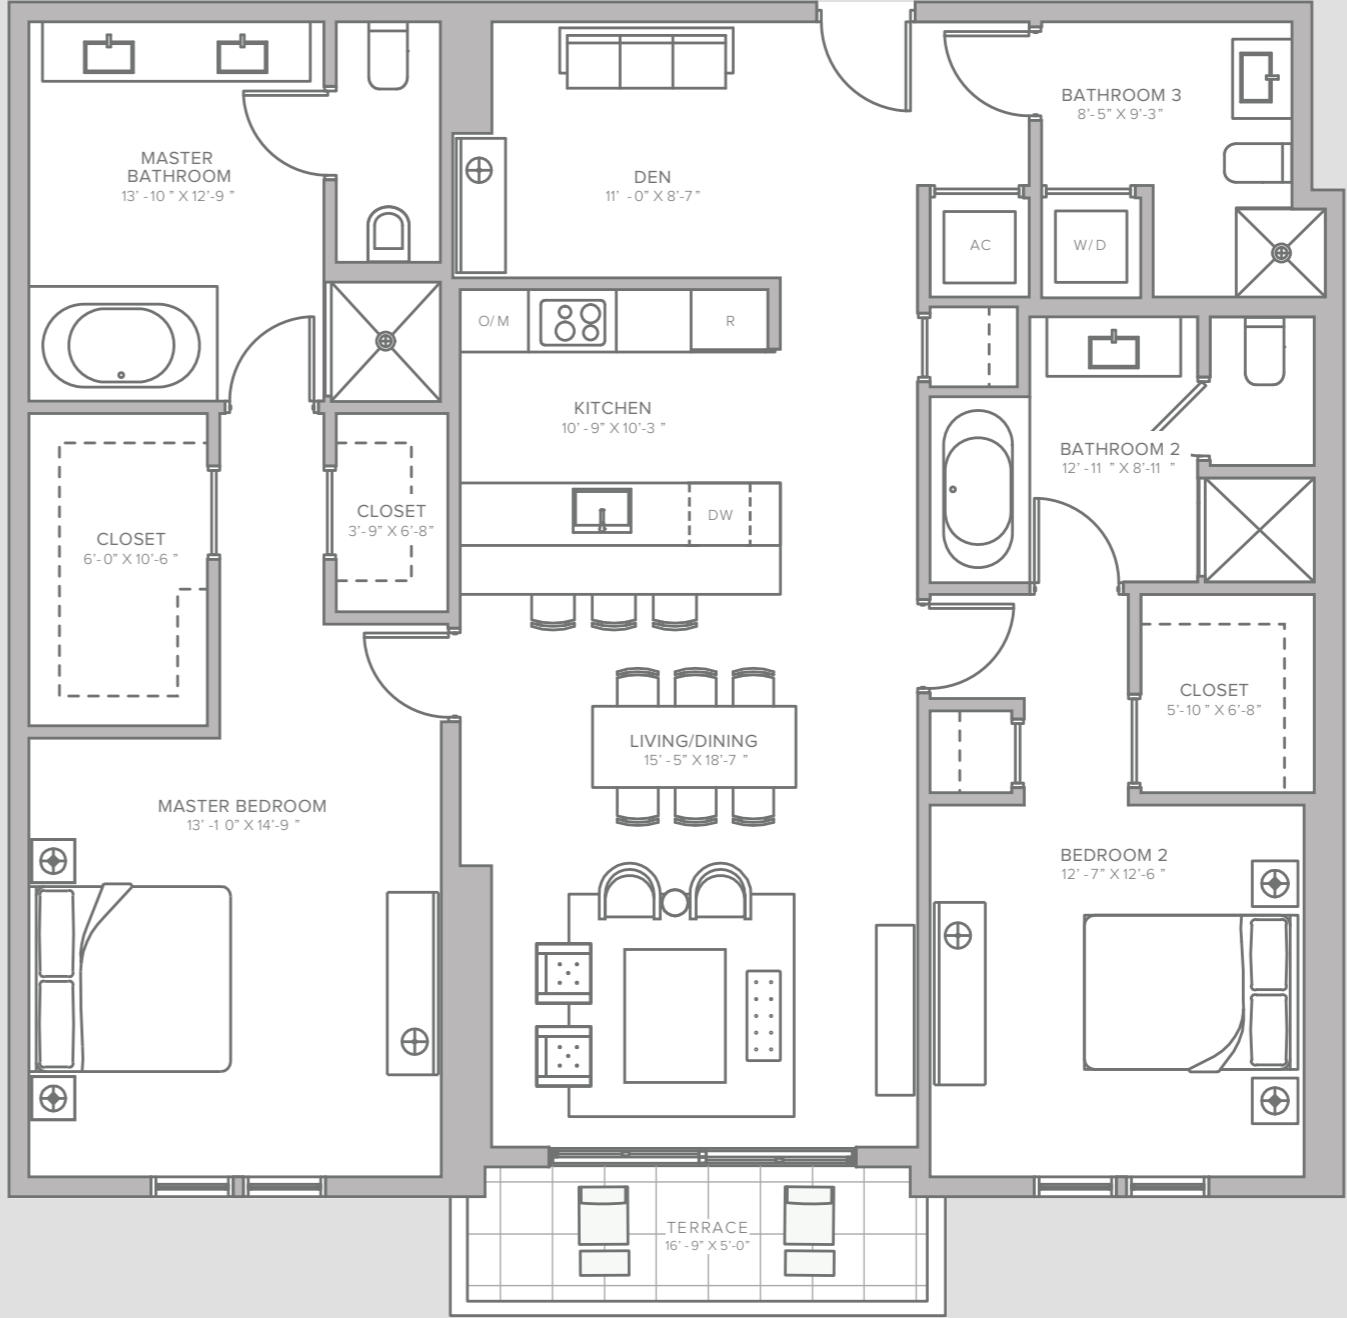 BATHROOM 3
8'-5" X 9'-3"
MASTER
BATHROOM
13' -10 " X 12'-9 "
DEN
11' -0" X 8'-7"
AC
W/D
O/M
R
KITCHEN
10' -9" X 10'-3 "
BATHROOM 2
12' -11 " X 8'-11 "
CLOSET
3'-9" X 6'-8"
DW
CLOSET
6'-0" X 10'-6 "
CLOSET
5'-10 " X 6'-8"
LIVING/DINING
15' -5" X 18'-7 "
MASTER BEDROOM
13' -1 0" X 14'-9 "
BEDROOM 2
12' -7" X 12'-6 "
TERRACE
16' -9" X 5'-0"